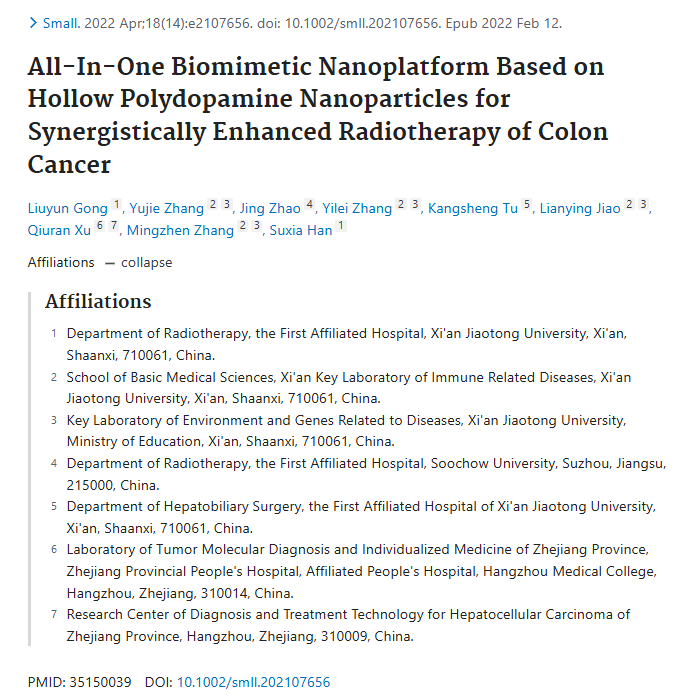 Small. 2022 Apr;18(14):e2107656. doi: 10.1002/smll.202107656. Epub 2022 Feb 12.
All-In-One Biomimetic Nanoplatform Based on
Hollow Polydopamine Nanoparticles for
Synergistically Enhanced Radiotherapy of Colon
Cancer
Liuyun Gong 1, Yujie Zhang 2 3, Jing Zhao 4, Yilei Zhang 2 3, Kangsheng Tu 5, Lianying Jiao 2 3,
Qiuran Xu 6 7, Mingzhen Zhang 2 3, Suxia Han 1
Affiliations — collapse
Affiliations
1 Department of Radiotherapy, the First Affiliated Hospital, Xi'an Jiaotong University, Xi'an,
Shaanxi, 710061, China.
2 School of Basic Medical Sciences, Xi'an Key Laboratory of Immune Related Diseases, Xi'an
Jiaotong University, Xi'an, Shaanxi, 710061, China.
3 Key Laboratory of Environment and Genes Related to Diseases, Xi'an Jiaotong University,
Ministry of Education, Xi'an, Shaanxi, 710061, China.
4 Department of Radiotherapy, the First Affiliated Hospital, Soochow University, Suzhou, Jiangsu,
215000, China.
5 Department of Hepatobiliary Surgery, the First Affiliated Hospital of Xi'an Jiaotong University,
Xi'an, Shaanxi, 710061, China.
6 Laboratory of Tumor Molecular Diagnosis and Individualized Medicine of Zhejiang Province,
Zhejiang Provincial People's Hospital, Affiliated People's Hospital, Hangzhou Medical College,
Hangzhou, Zhejiang, 310014, China.
7 Research Center of Diagnosis and Treatment Technology for Hepatocellular Carcinoma of
Zhejiang Province, Hangzhou, Zhejiang, 310009, China.
PMID: 35150039 DOI: 10.1002/smll.202107656